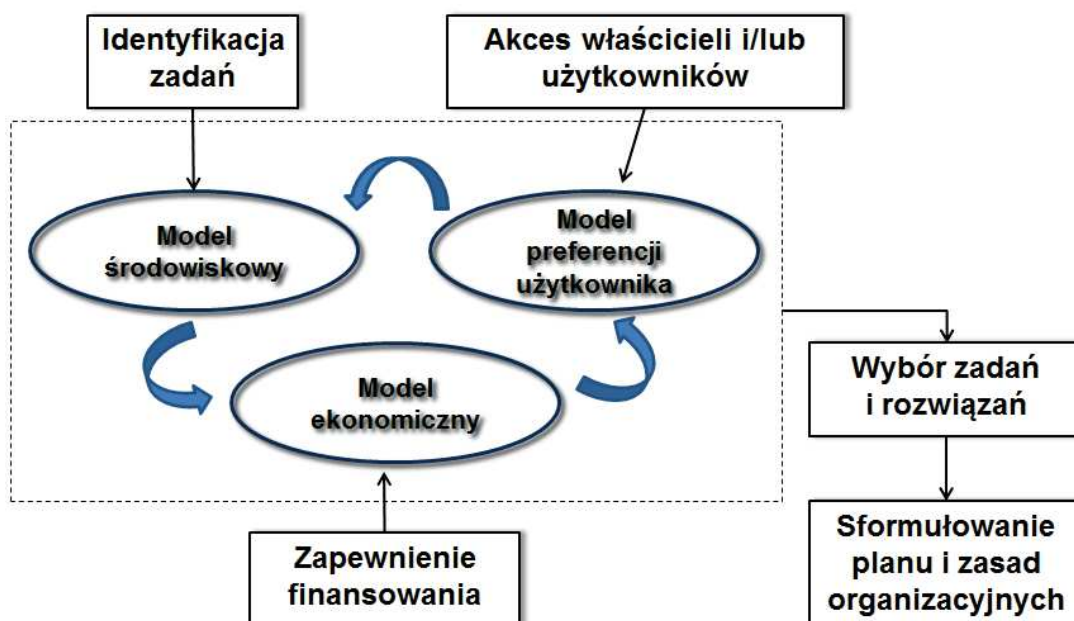 Identyfikacja
zadań
Akces właścicieli i/lub
użytkowników
Model
środowiskowy
Model
preferencji
użytkownika
Model
ekonomiczny
Wybór zadań
i rozwiązań
Zapewnienie
finansowania
Sformułowanie
planu i zasad
organizacyjnych